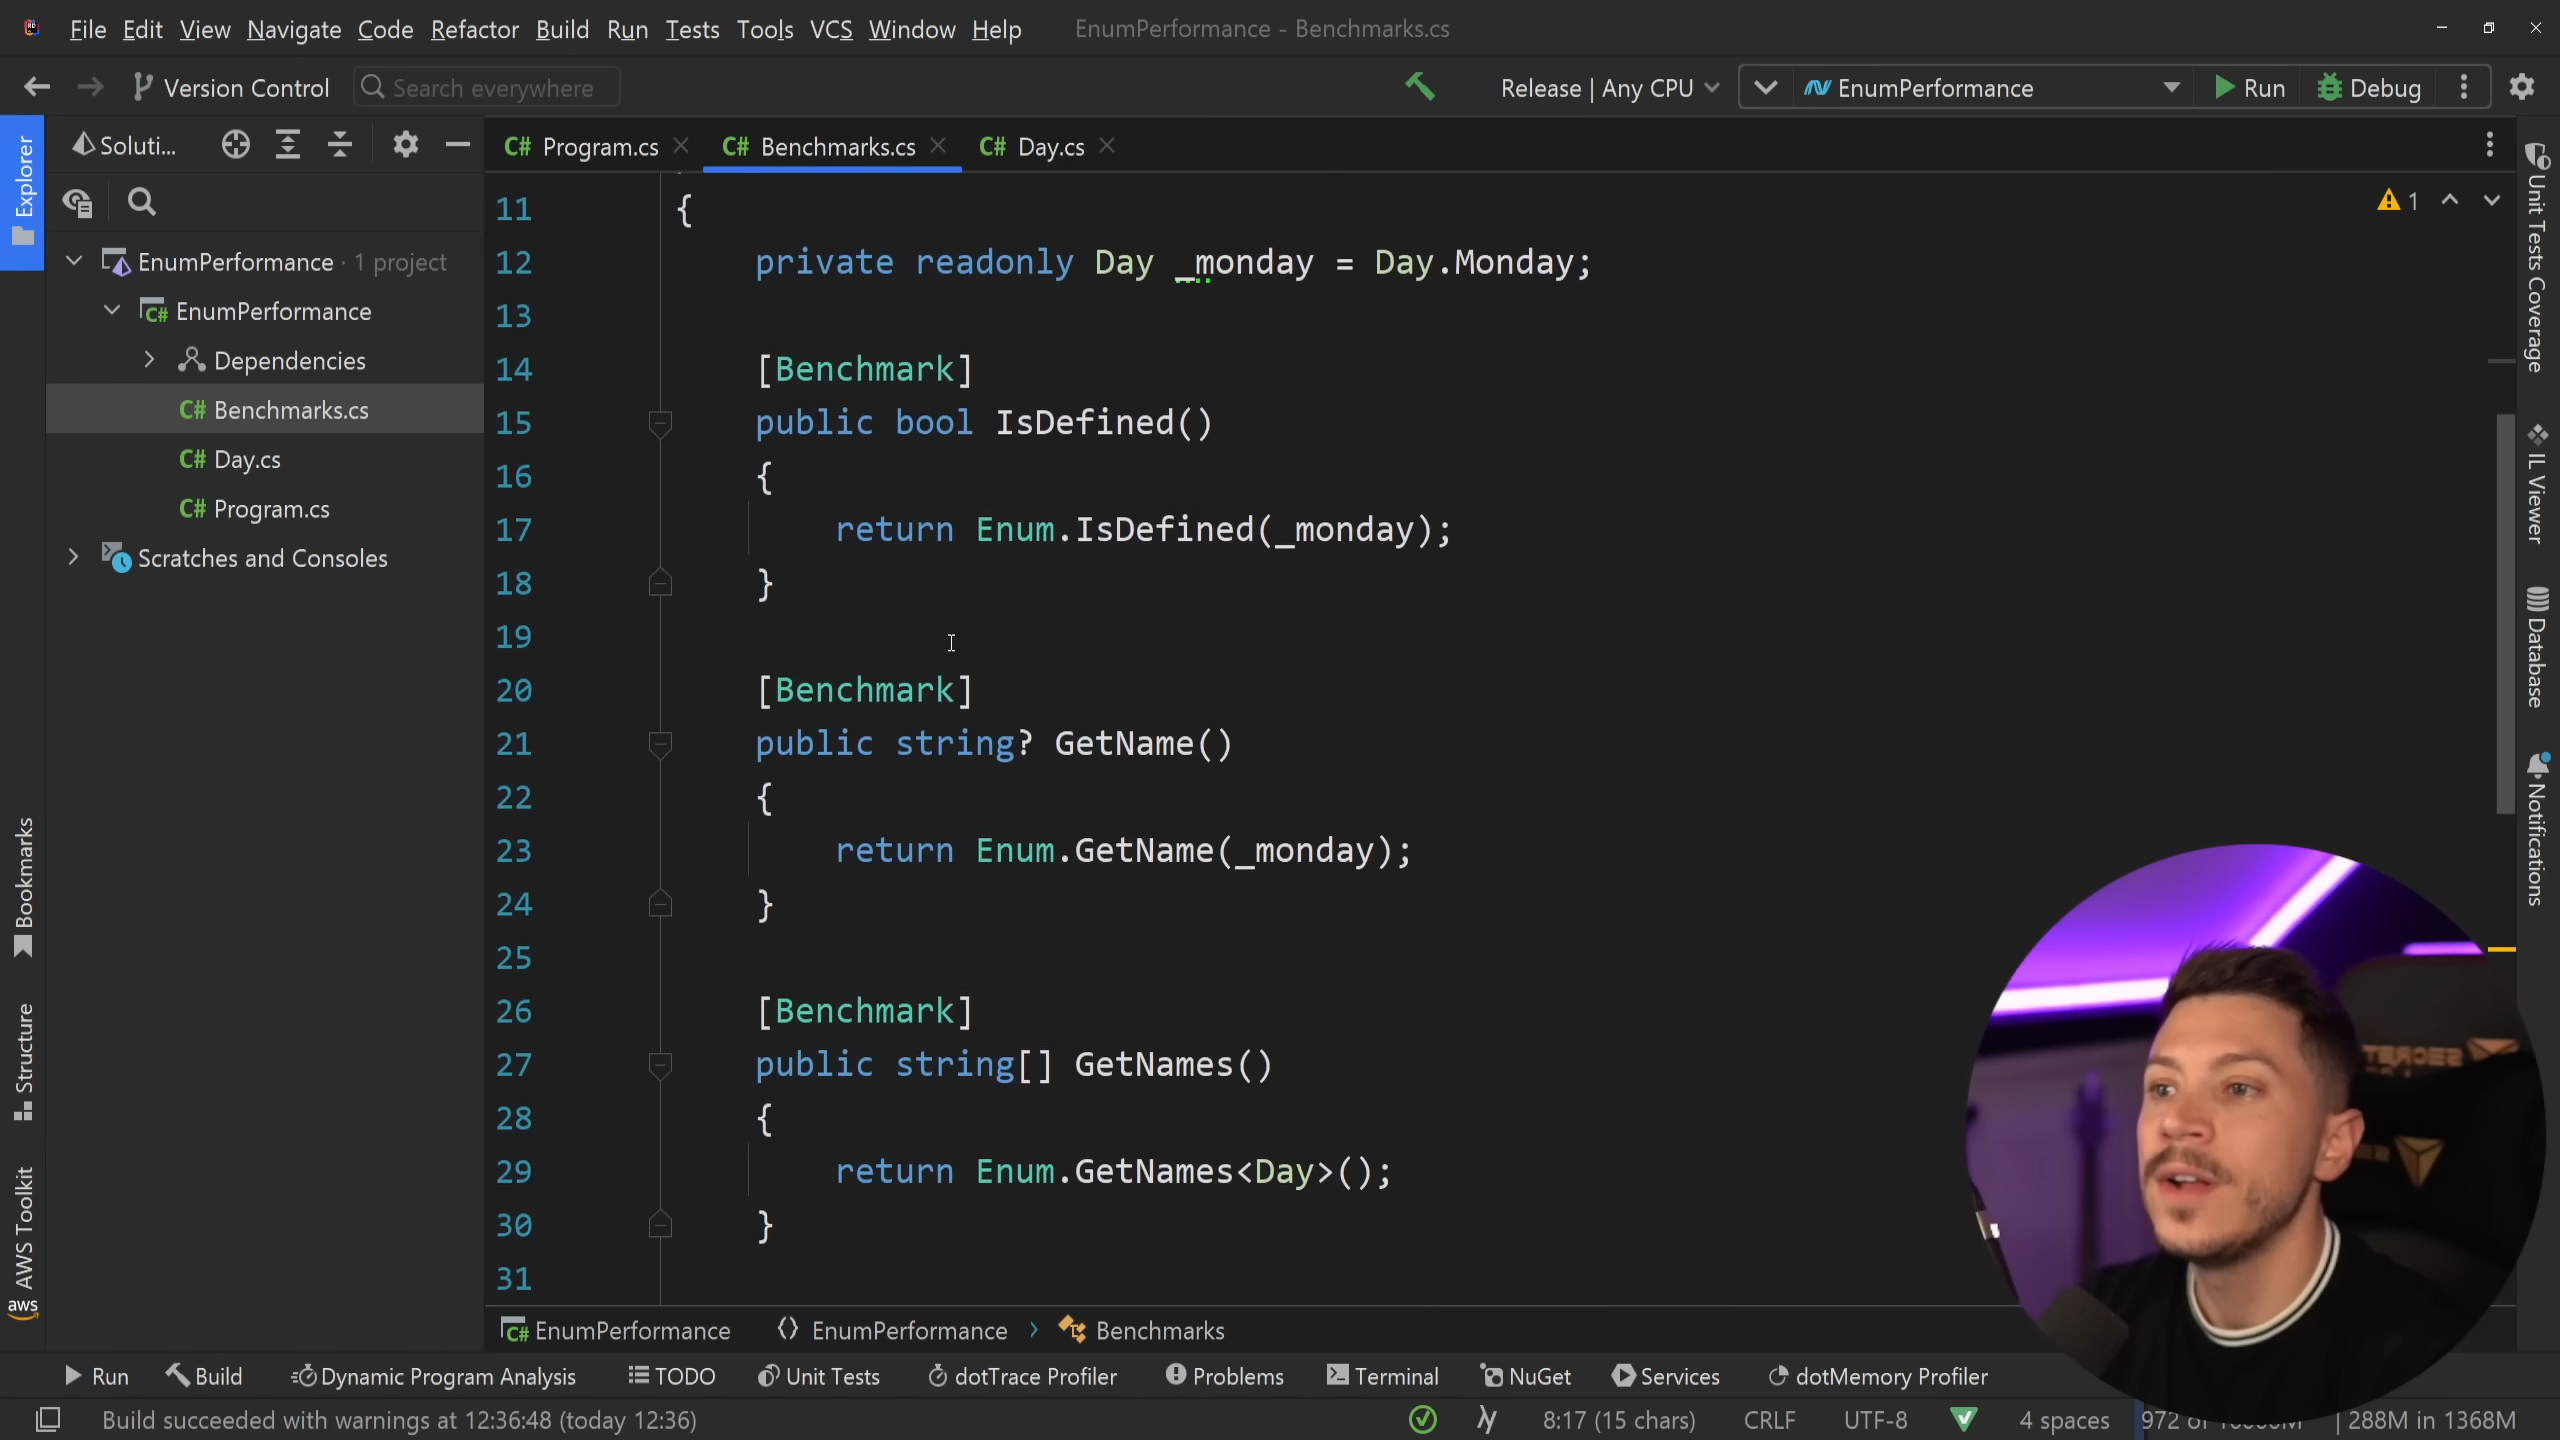 File Edit View Navigate Code Refactor Build Run Tests Tools VCS Window Help EnumPerformance - Benchmarks.cs
Version Control Search everywhere Release | Any CPU EnumPerformance Run Debug
Soluti...
C# Program.cs C# Benchmarks.cs C# Day.cs
Explorer
EnumPerformance · 1 project
C# EnumPerformance
Dependencies
C# Benchmarks.cs
C# Day.cs
C# Program.cs
Scratches and Consoles
Bookmarks
Structure
AWS Toolkit
aws
1
11 {
12 private readonly Day _monday = Day.Monday;
13
14 [Benchmark]
15 public bool IsDefined()
16 {
17 return Enum.IsDefined(_monday);
18 }
19
20 [Benchmark]
21 public string? GetName()
22 {
23 return Enum.GetName(_monday);
24 }
25
26 [Benchmark]
27 public string[] GetNames()
28 {
29 return Enum.GetNames<Day>();
30 }
31
Unit Tests Coverage
IL Viewer
Database
Notifications
C# EnumPerformance EnumPerformance Benchmarks
Run Build Dynamic Program Analysis TODO Unit Tests dotTrace Profiler Problems Terminal NuGet Services dotMemory Profiler
Build succeeded with warnings at 12:36:48 (today 12:36) 8:17 (15 chars) CRLF UTF-8 4 spaces 972 of 288M in 1368M